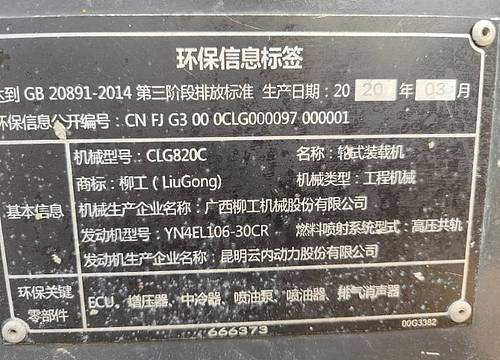 环保信息标签
达到 GB 20891-2014 第三阶段排放标准 生产日期：20 20 年 03 月
环保信息公开编号：CN FJ G3 00 0CLG000097 000001
基本信息
机械型号：CLG820C 名称：轮式装载机
商标：柳工（LiuGong） 机械类型：工程机械
机械生产企业名称：广西柳工机械股份有限公司
发动机型号：YN4EL106-30CR 燃料喷射系统型式：高压共轨
发动机生产企业名称：昆明云内动力股份有限公司
环保关键
零部件
ECU、增压器、中冷器、喷油泵、喷油器、排气消声器
666373
00G3382